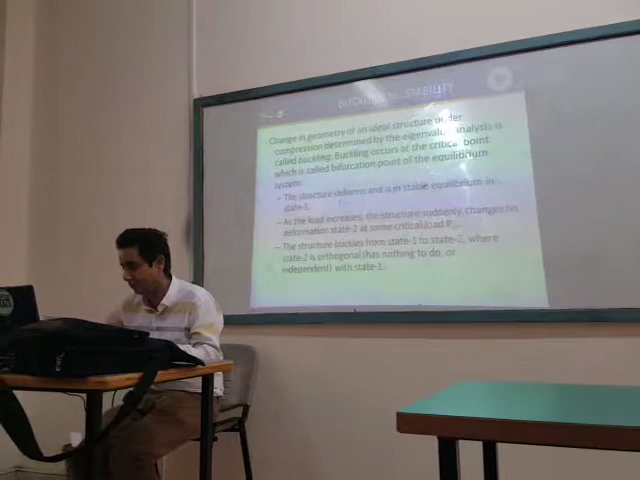 STABILITY
Change in geometry of an ideal structure under
compression determined by the eigenvalue analysis is
called buckling. Buckling occurs at the critical point
which is called bifurcation point of the equilibrium
system.
– The structure deforms and is in stable equilibrium in
state-1.
– As the load increases, the structure suddenly changes to
deformation state-2 at some critical load P
– The structure buckles from state-1 to state-2, where
state-2 is orthogonal (has nothing to do, or
independent) with state-1.